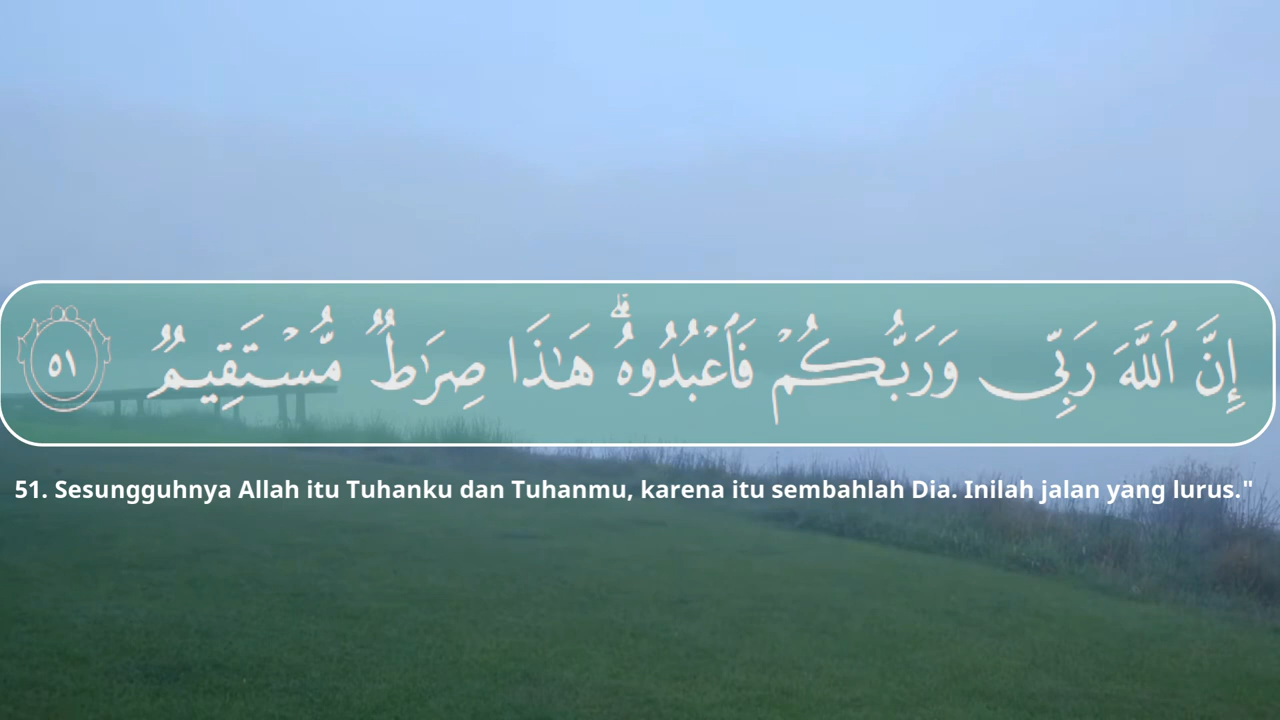 إِنَّ ٱللَّهَ رَبِّى وَرَبُّكُمْ فَٱعْبُدُوهُ ۗ هَـٰذَا صِرَٰطٌ مُّسْتَقِيمٌ ٥١
51. Sesungguhnya Allah itu Tuhanku dan Tuhanmu, karena itu sembahlah Dia. Inilah jalan yang lurus."